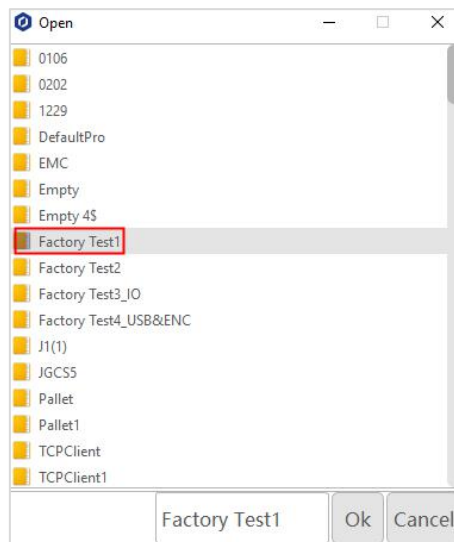 Open
0106
0202
1229
DefaultPro
EMC
Empty
Empty 4$
Factory Test1
Factory Test2
Factory Test3_IO
Factory Test4_USB&ENC
J1(1)
JGCS5
Pallet
Pallet1
TCPClient
TCPClient1
Factory Test1 Ok Cancel